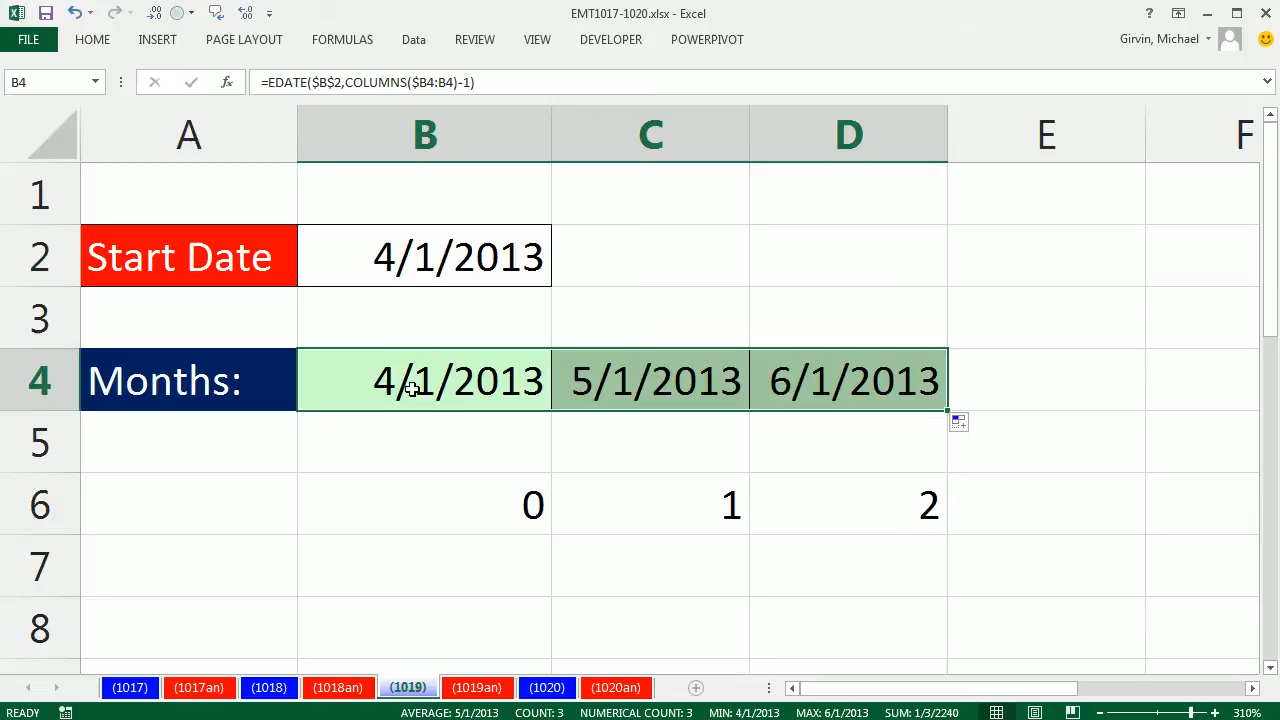 EMT1017-1020.xlsx - Excel
FILE HOME INSERT PAGE LAYOUT FORMULAS Data REVIEW VIEW DEVELOPER POWERPIVOT Girvin, Michael
B4 =EDATE($B$2,COLUMNS($B4:B4)-1)
A B C D E F
1
2 Start Date 4/1/2013
3
4 Months: 4/1/2013 5/1/2013 6/1/2013
5
6 0 1 2
7
8
(1017) (1017an) (1018) (1018an) (1019) (1019an) (1020) (1020an)
READY AVERAGE: 5/1/2013 COUNT: 3 NUMERICAL COUNT: 3 MIN: 4/1/2013 MAX: 6/1/2013 SUM: 1/3/2240 310%